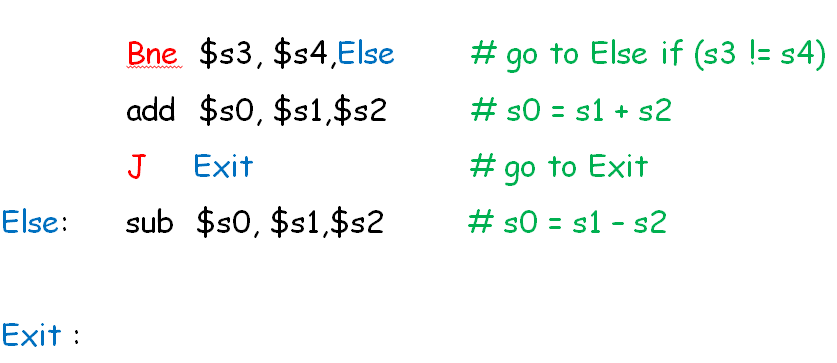 Bne $s3, $s4,Else # go to Else if (s3 != s4)
add $s0, $s1,$s2 # s0 = s1 + s2
J Exit # go to Exit
Else: sub $s0, $s1,$s2 # s0 = s1 – s2
Exit :